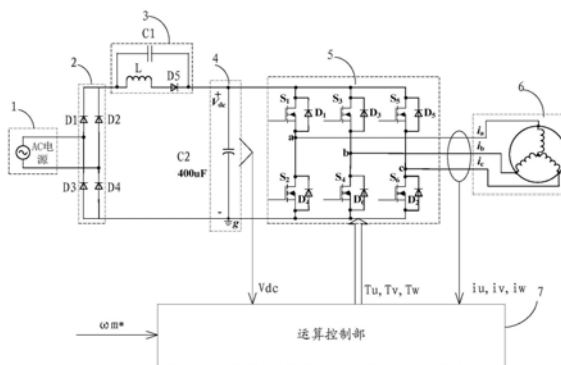 3
C1
L
D5
2
4
5
1
D1
D2
AC电
源
D3
D4
+
Vdc
C2
400uF
-
g
S1
D1
S3
D3
S5
D5
a
b
c
S2
S4
S6
ia
ib
ic
6
Vdc
Tu, Tv, Tw
iu, iv, iw
7
ωm*
运算控制部